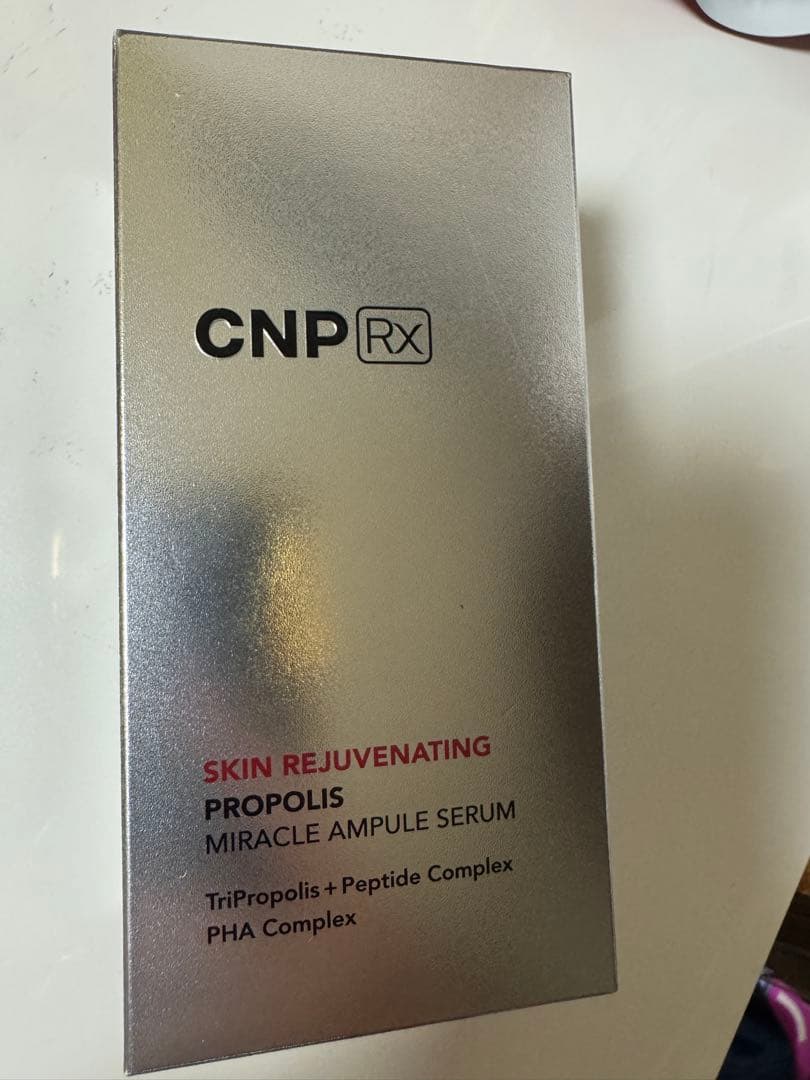 CNP Rx
SKIN REJUVENATING
PROPOLIS
MIRACLE AMPULE SERUM
TriPropolis + Peptide Complex
PHA Complex